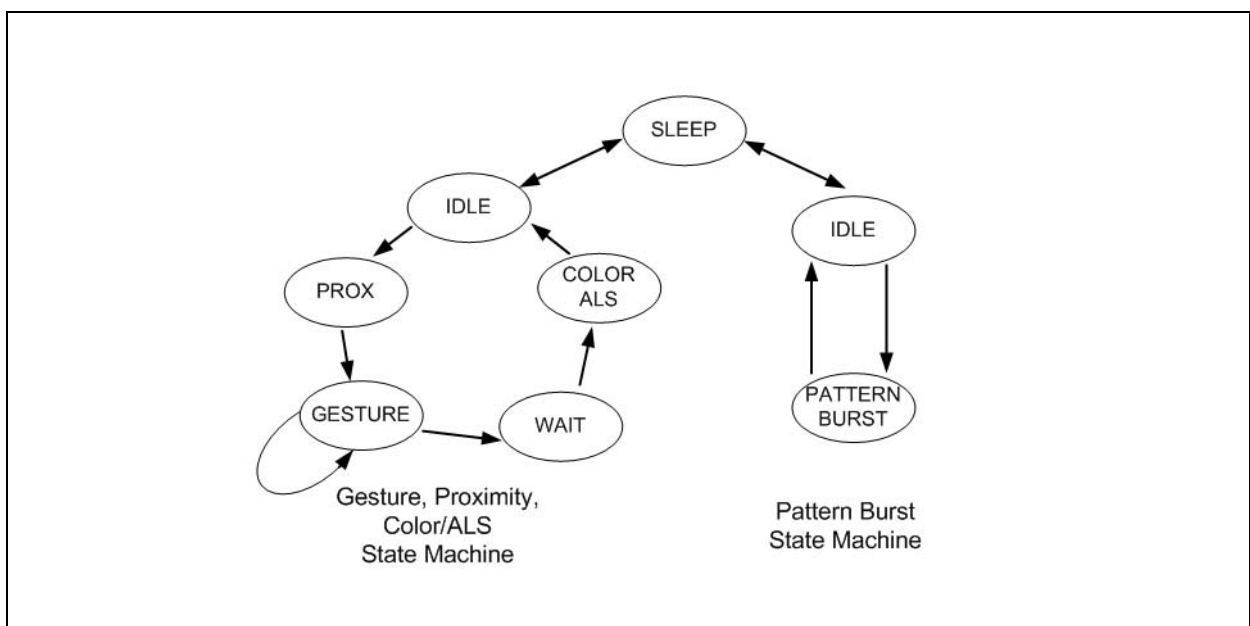 SLEEP
IDLE
IDLE
PROX
COLOR
ALS
GESTURE
WAIT
PATTERN
BURST
Gesture, Proximity,
Color/ALS
State Machine
Pattern Burst
State Machine